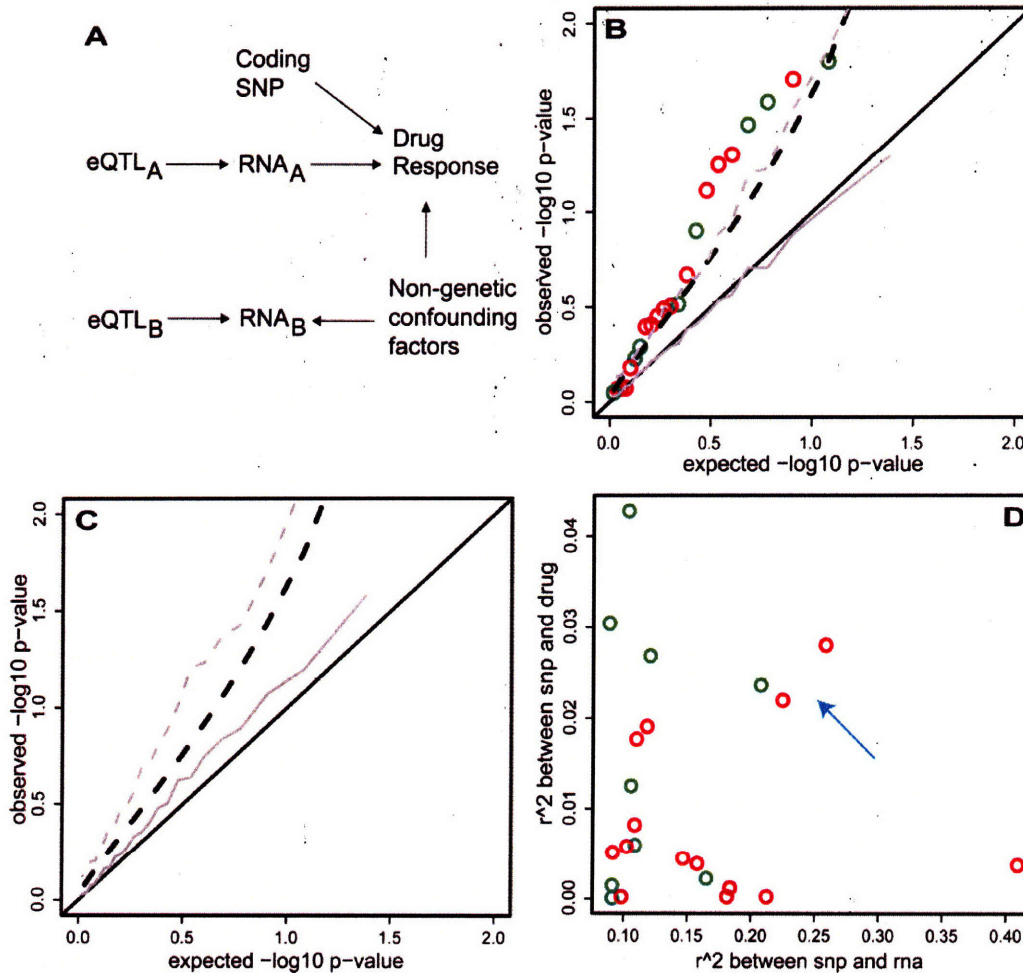 A
Coding
SNP
Drug
Response
eQTLA
RNAA
Non-genetic
confounding
factors
eQTLB
RNAB
B
observed −log10 p-value
0.0 0.5 1.0 1.5 2.0
0.0 0.5 1.0 1.5 2.0
expected −log10 p-value
C
observed −log10 p-value
0.0 0.5 1.0 1.5 2.0
0.0 0.5 1.0 1.5 2.0
expected −log10 p-value
D
r^2 between snp and drug
0.00 0.01 0.02 0.03 0.04
0.10 0.15 0.20 0.25 0.30 0.35 0.40
r^2 between snp and rna